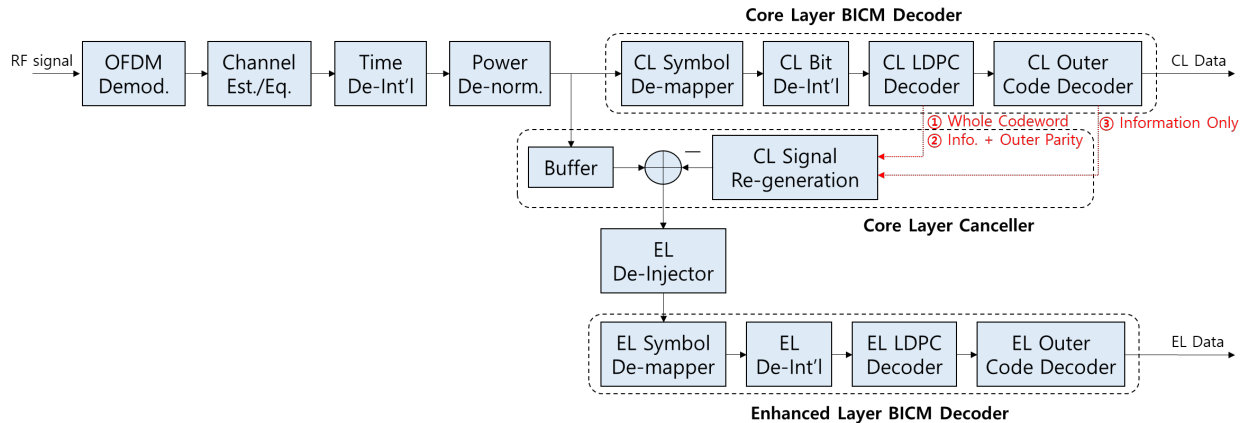 Core Layer BICM Decoder
RF signal
OFDM
Demod.
Channel
Est./Eq.
Time
De-Int'l
Power
De-norm.
CL Symbol
De-mapper
CL Bit
De-Int'l
CL LDPC
Decoder
CL Outer
Code Decoder
CL Data
① Whole Codeword
② Info. + Outer Parity
③ Information Only
Buffer
−
CL Signal
Re-generation
Core Layer Canceller
EL
De-Injector
EL Symbol
De-mapper
EL
De-Int'l
EL LDPC
Decoder
EL Outer
Code Decoder
EL Data
Enhanced Layer BICM Decoder